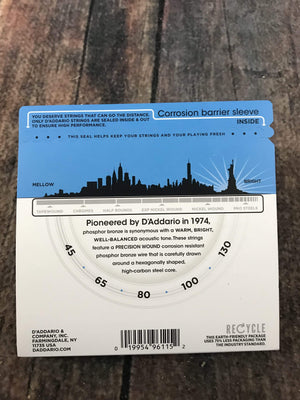 YOU DESERVE STRINGS THAT CAN GO THE DISTANCE.
ONLY D'ADDARIO STRINGS ARE SEALED INSIDE & OUT
TO ENSURE HIGH PERFORMANCE.
Corrosion barrier sleeve
INSIDE
THIS SEAL HELPS KEEP YOUR STRINGS AND YOUR PLAYING FRESH
MELLOW
BRIGHT
TAPEWOUND CHROMES HALF ROUNDS EXP NICKEL WOUND NICKEL WOUND PRO STEELS
Pioneered by D'Addario in 1974,
phosphor bronze is synonymous with a WARM, BRIGHT,
WELL-BALANCED acoustic tone. These strings
feature a PRECISION WOUND corrosion resistant
phosphor bronze wire that is carefully drawn
around a hexagonally shaped,
high-carbon steel core.
45
65
80
100
130
D'ADDARIO &
COMPANY, INC.
FARMINGDALE, NY
11735 USA
DADDARIO.COM
0 19954 96115 2
RECYCLE
THIS EARTH-FRIENDLY PACKAGE
USES 75% LESS PACKAGING THAN
THE INDUSTRY STANDARD.